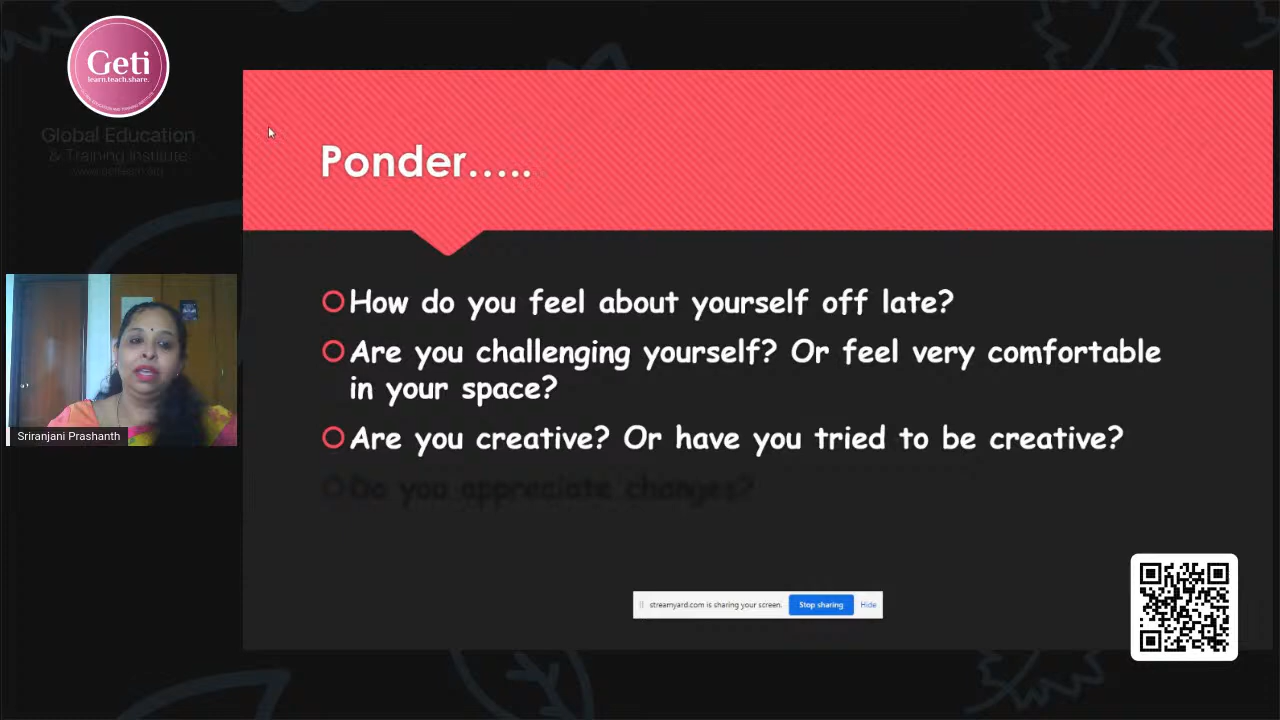 Geti
learn.teach.share.
Global Education
& Training Institute
Ponder.....
How do you feel about yourself off late?
Are you challenging yourself? Or feel very comfortable
in your space?
Are you creative? Or have you tried to be creative?
Do you appreciate changes?
Sriranjani Prashanth
streamyard.com is sharing your screen.
Stop sharing
Hide